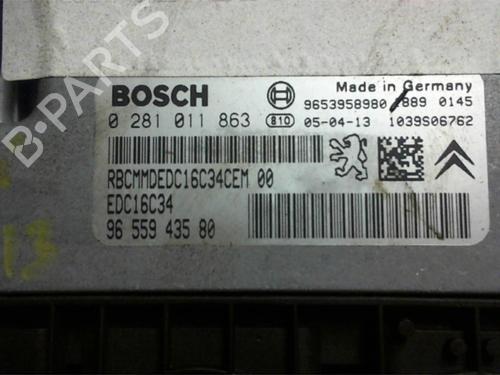 B-PARTS
BOSCH
Made in Germany
9653958980 889 0145
0 281 011 863 810 05-04-13 1039S06762
RBCMMDEDC16C34CEM 00
EDC16C34
96 559 435 80
13